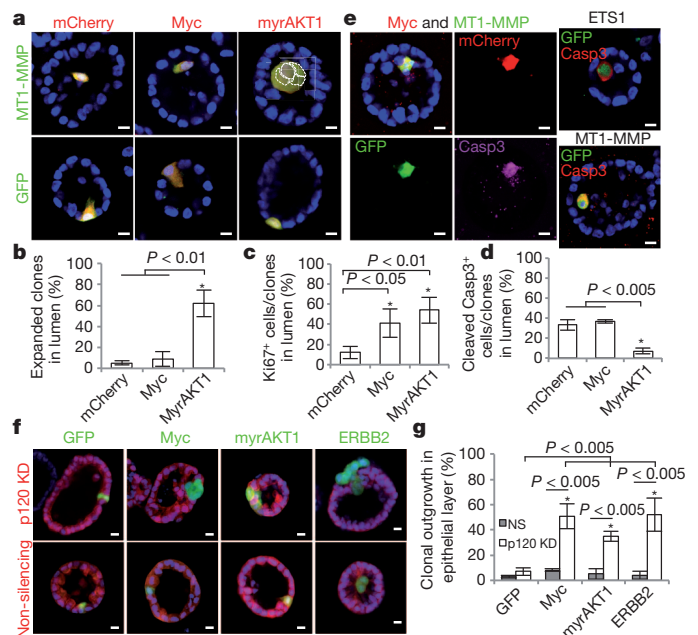 a
mCherry Myc myrAKT1
MT1-MMP
GFP
e
Myc and MT1-MMP
mCherry
GFP
Casp3
ETS1
GFP
Casp3
MT1-MMP
GFP
Casp3
b
Expanded clones
in lumen (%)
100
80
60
40
20
0
P < 0.01
*
mCherry
Myc
MyrAKT1
c
Ki67+ cells/clones
in lumen (%)
100
80
60
40
20
0
P < 0.01
P < 0.05
*
*
mCherry
Myc
MyrAKT1
d
Cleaved Casp3+
cells/clones
in lumen (%)
100
80
60
40
20
0
P < 0.005
*
mCherry
Myc
MyrAKT1
f
GFP Myc myrAKT1 ERBB2
p120 KD
Non-silencing
g
Clonal outgrowth in
epithelial layer (%)
100
80
60
40
20
0
P < 0.005
P < 0.005
P < 0.005
P < 0.005
P < 0.005
*
*
*
NS
p120 KD
GFP
Myc
myrAKT1
ERBB2